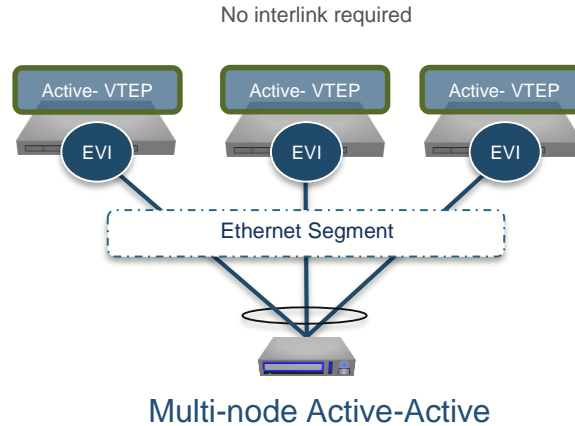 No interlink required
Active- VTEP Active- VTEP Active- VTEP
EVI EVI EVI
Ethernet Segment
Multi-node Active-Active